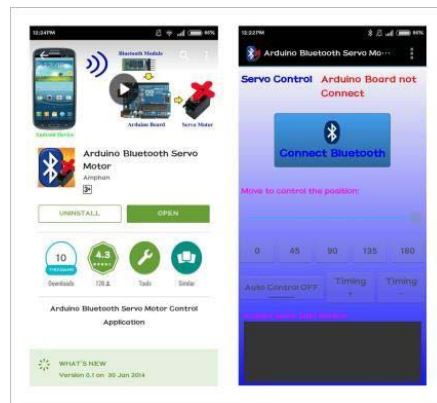 12:24PM
Bluetooth Module
Android Device
Arduino Board
Servo Motor
Arduino Bluetooth Servo
Motor
Amphan
3+
UNINSTALL
OPEN
10
4.3
Downloads
Tools
Similar
Arduino Bluetooth Servo Motor Control
Application
WHAT'S NEW
Version 0.1 on 30 Jan 2014
12:22PM
Arduino Bluetooth Servo Mo...
Servo Control
Arduino Board not
Connect
Connect Bluetooth
Move to control the position:
0
45
90
135
180
Auto Control OFF
Timing
+
Timing
-